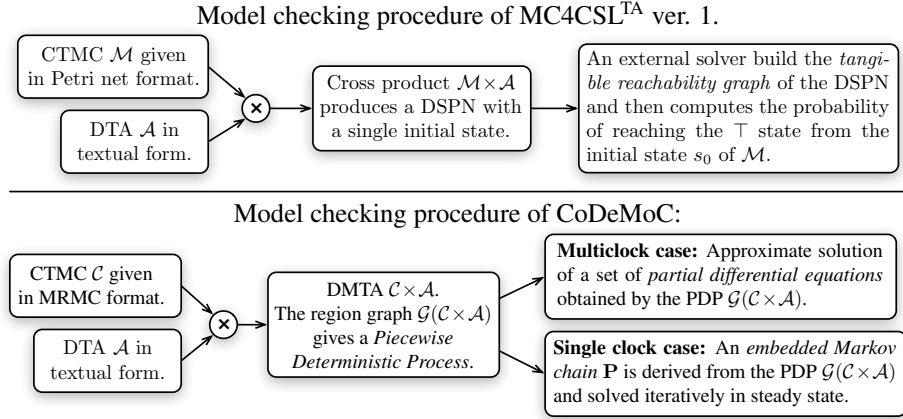 Model checking procedure of MC4CSL^TA ver. 1.
CTMC ℳ given
in Petri net format.
DTA 𝒜 in
textual form.
×
Cross product ℳ×𝒜
produces a DSPN with
a single initial state.
An external solver build the tangi-
ble reachability graph of the DSPN
and then computes the probability
of reaching the ⊤ state from the
initial state s₀ of ℳ.
Model checking procedure of CoDeMoC:
CTMC 𝒞 given
in MRMC format.
DTA 𝒜 in
textual form.
×
DMTA 𝒞×𝒜.
The region graph 𝒢(𝒞×𝒜)
gives a Piecewise
Deterministic Process.
Multiclock case: Approximate solution
of a set of partial differential equations
obtained by the PDP 𝒢(𝒞×𝒜).
Single clock case: An embedded Markov
chain P is derived from the PDP 𝒢(𝒞×𝒜)
and solved iteratively in steady state.